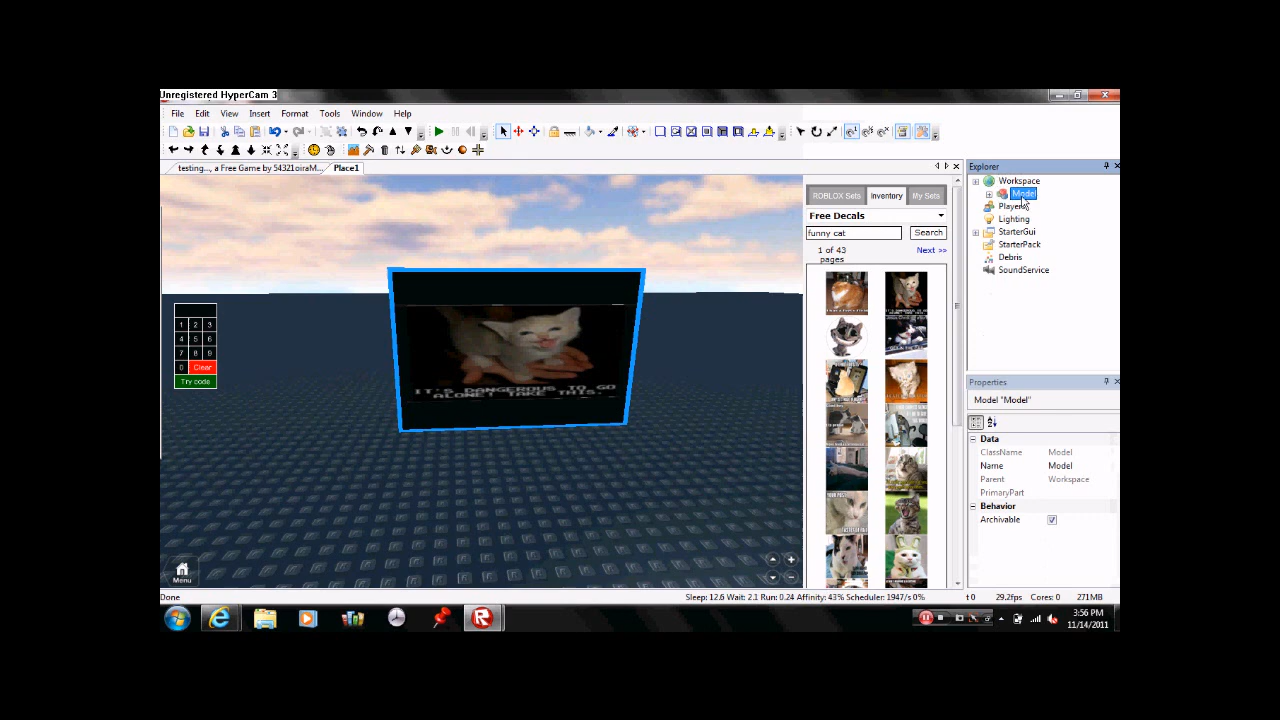 Unregistered HyperCam 3
File Edit View Insert Format Tools Window Help
testing..., a Free Game by 54321oiraM... Place1
Explorer
Workspace
Model
Players
Lighting
StarterGui
StarterPack
Debris
SoundService
ROBLOX Sets Inventory My Sets
Free Decals
funny cat Search
1 of 43 pages Next >>
1 2 3
4 5 6
7 8 9
0 Clear
Try code
IT'S DANGEROUS TO GO
ALONE! TAKE THIS.
Properties
Model "Model"
Data
ClassName Model
Name Model
Parent Workspace
PrimaryPart
Behavior
Archivable
Menu
Done Sleep: 12.6 Wait: 2.1 Run: 0.24 Affinity: 43% Scheduler: 1947/s 0% t 0 29.2fps Cores: 0 271MB
3:56 PM
11/14/2011